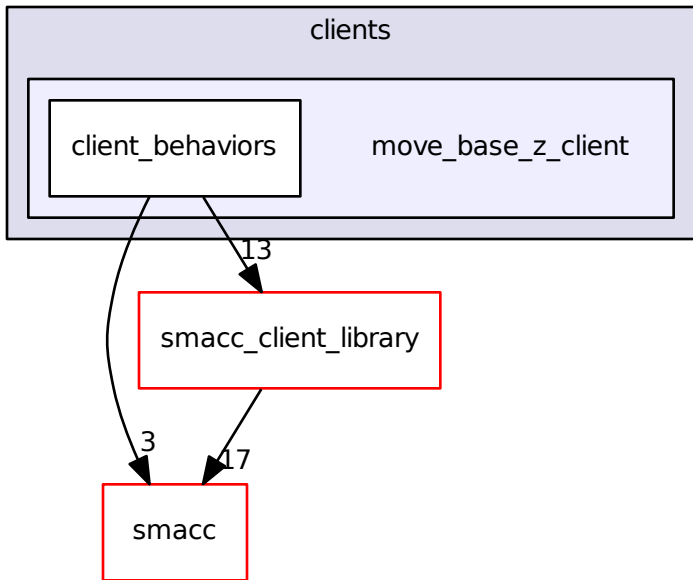 clients
client_behaviors
move_base_z_client
13
smacc_client_library
3
17
smacc